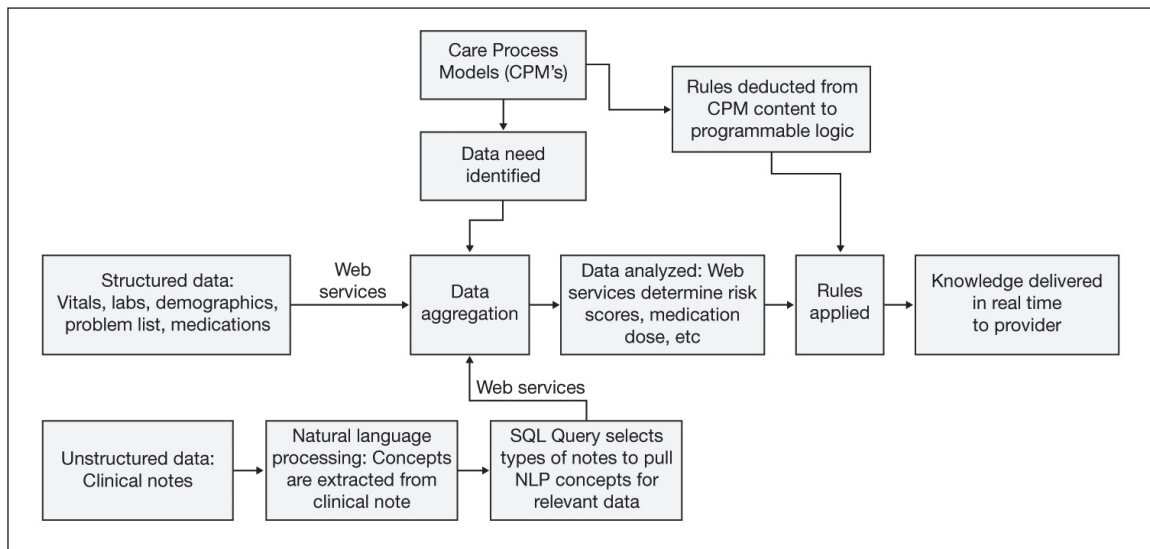 Care Process
Models (CPM's)
Rules deducted from
CPM content to
programmable logic
Data need
identified
Structured data:
Vitals, labs, demographics,
problem list, medications
Web
services
Data
aggregation
Data analyzed: Web
services determine risk
scores, medication
dose, etc
Rules
applied
Knowledge delivered
in real time
to provider
Web services
Unstructured data:
Clinical notes
Natural language
processing: Concepts
are extracted from
clinical note
SQL Query selects
types of notes to pull
NLP concepts for
relevant data